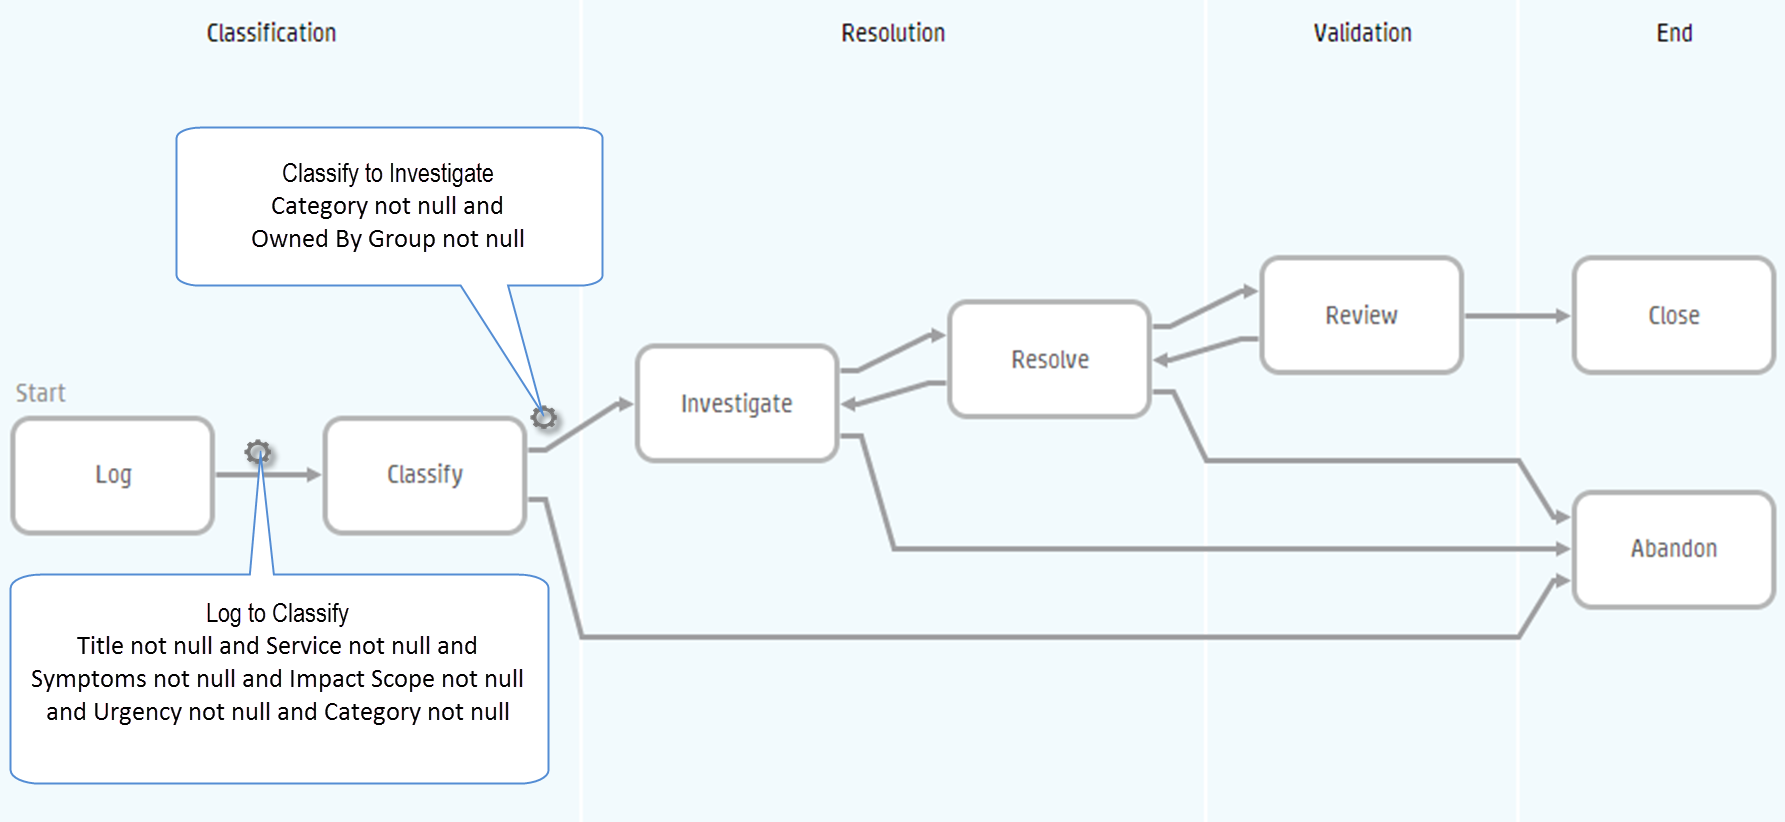 Classification
Resolution
Validation
End
Classify to Investigate
Category not null and
Owned By Group not null
Start
Log
Classify
Investigate
Resolve
Review
Close
Abandon
Log to Classify
Title not null and Service not null and
Symptoms not null and Impact Scope not null
and Urgency not null and Category not null